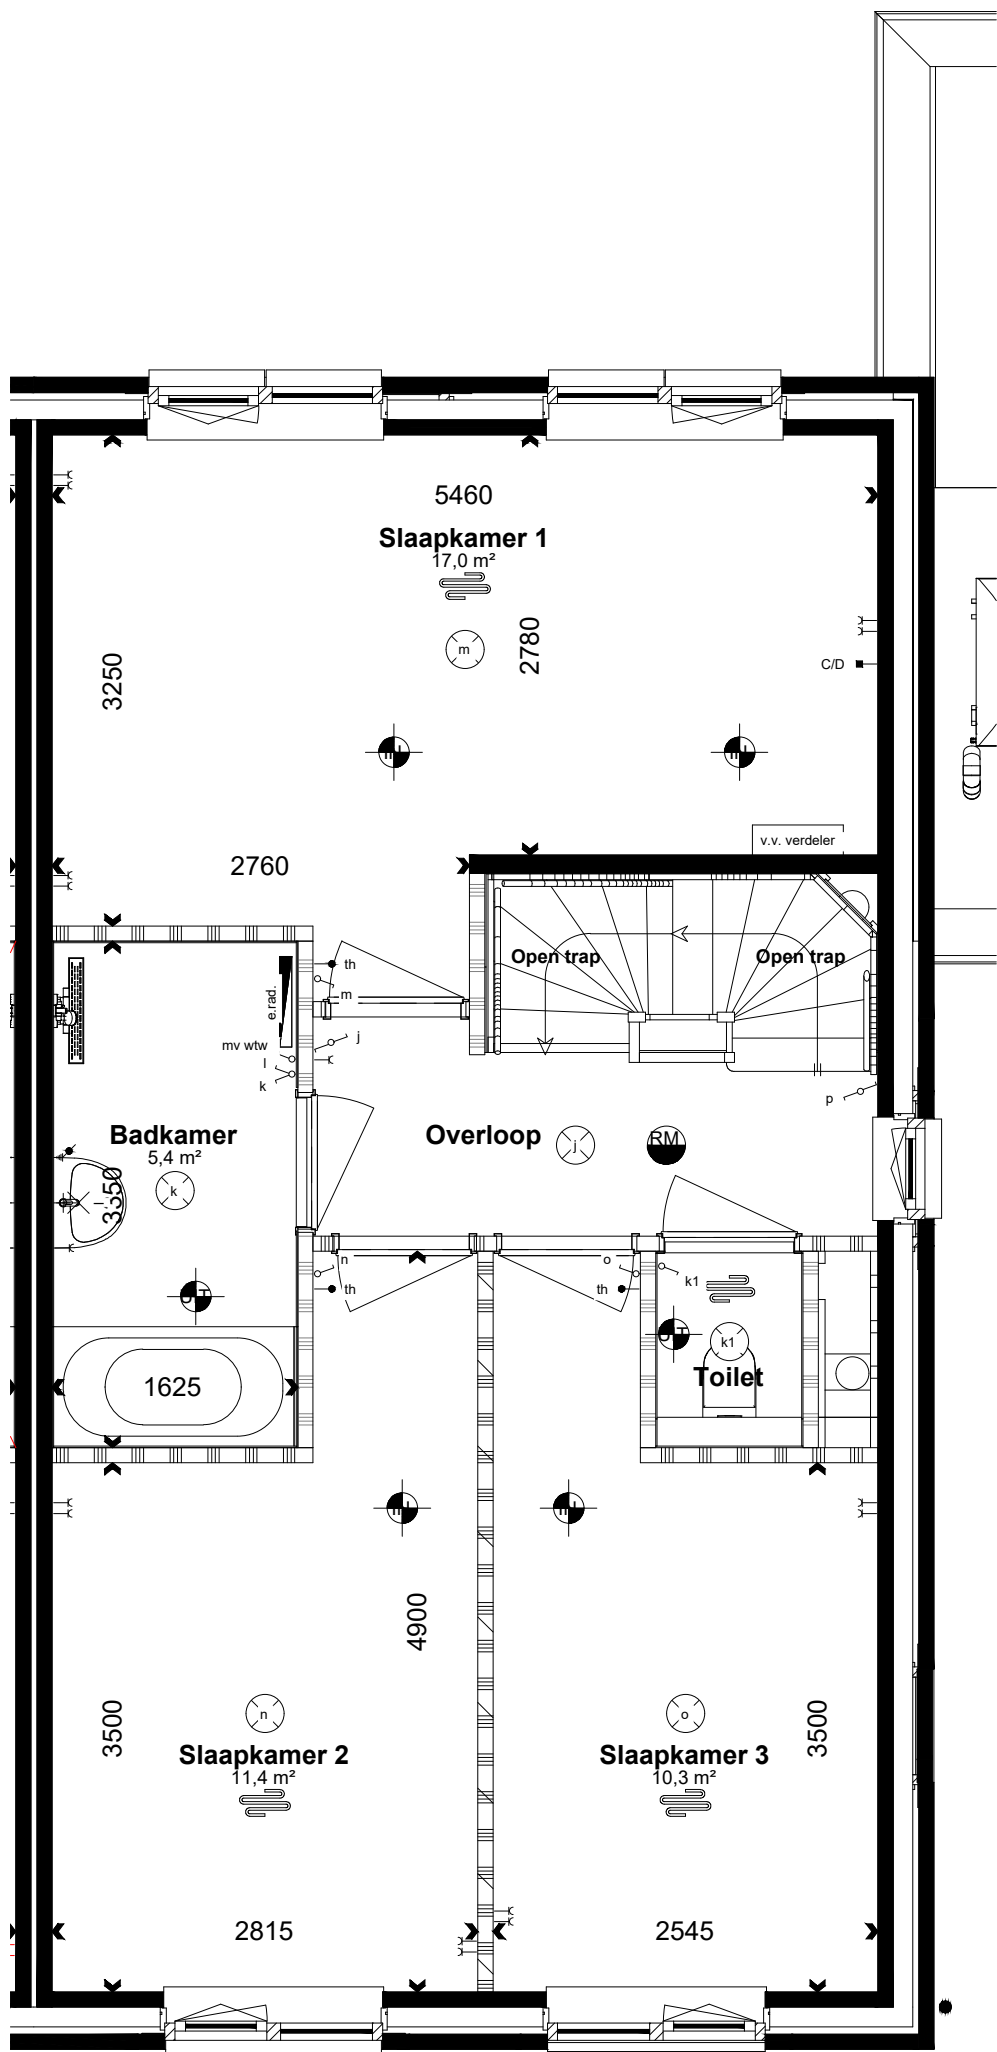 5460
Slaapkamer 1
17,0 m²
m
2780
3250
C/D
v.v. verdeler
2760
Open trap
Open trap
th
m
e.rad.
mv wtw
j
l
k
p
Badkamer
5,4 m²
k
3350
Overloop
j
RM
n
th
o
th
k1
k1
Toilet
1625
4900
n
o
3500
Slaapkamer 2
11,4 m²
Slaapkamer 3
10,3 m²
3500
2815
2545